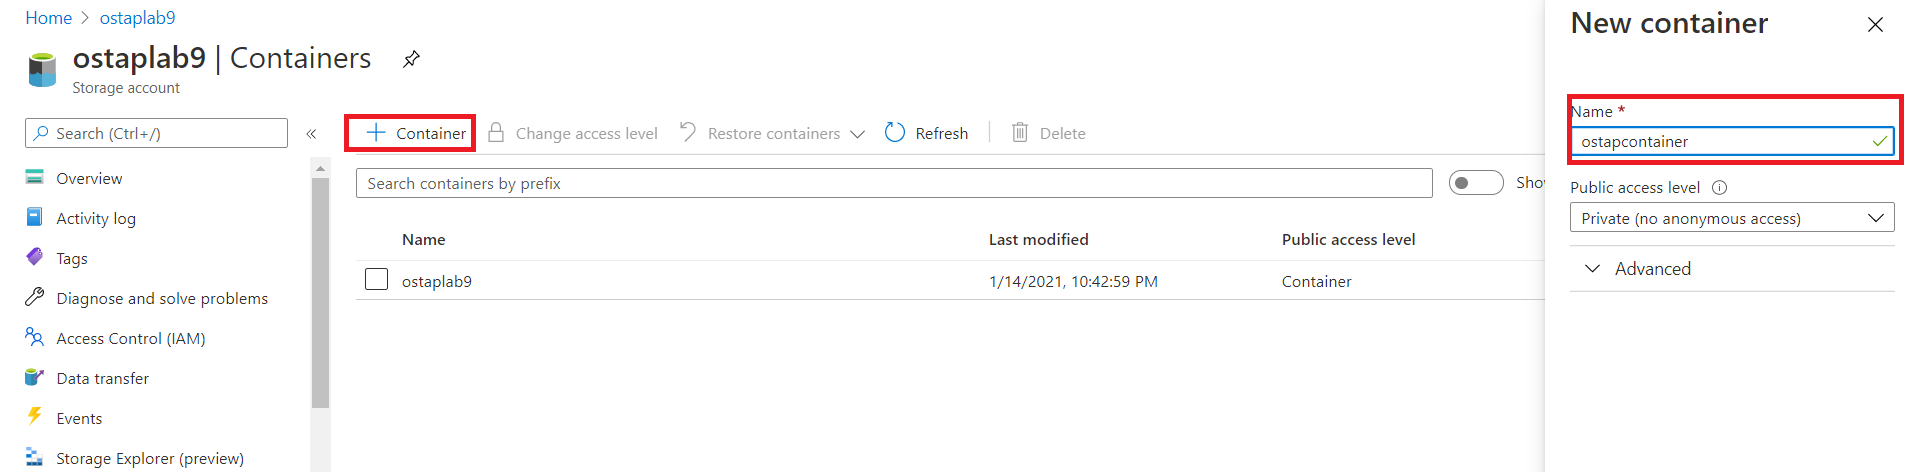 Home > ostaplab9
ostaplab9 | Containers
Storage account
Search (Ctrl+/)
«
Overview
Activity log
Tags
Diagnose and solve problems
Access Control (IAM)
Data transfer
Events
Storage Explorer (preview)
+ Container Change access level Restore containers Refresh Delete
Search containers by prefix
Name Last modified Public access level
ostaplab9 1/14/2021, 10:42:59 PM Container
New container
Name *
ostapcontainer
Public access level
Private (no anonymous access)
Advanced